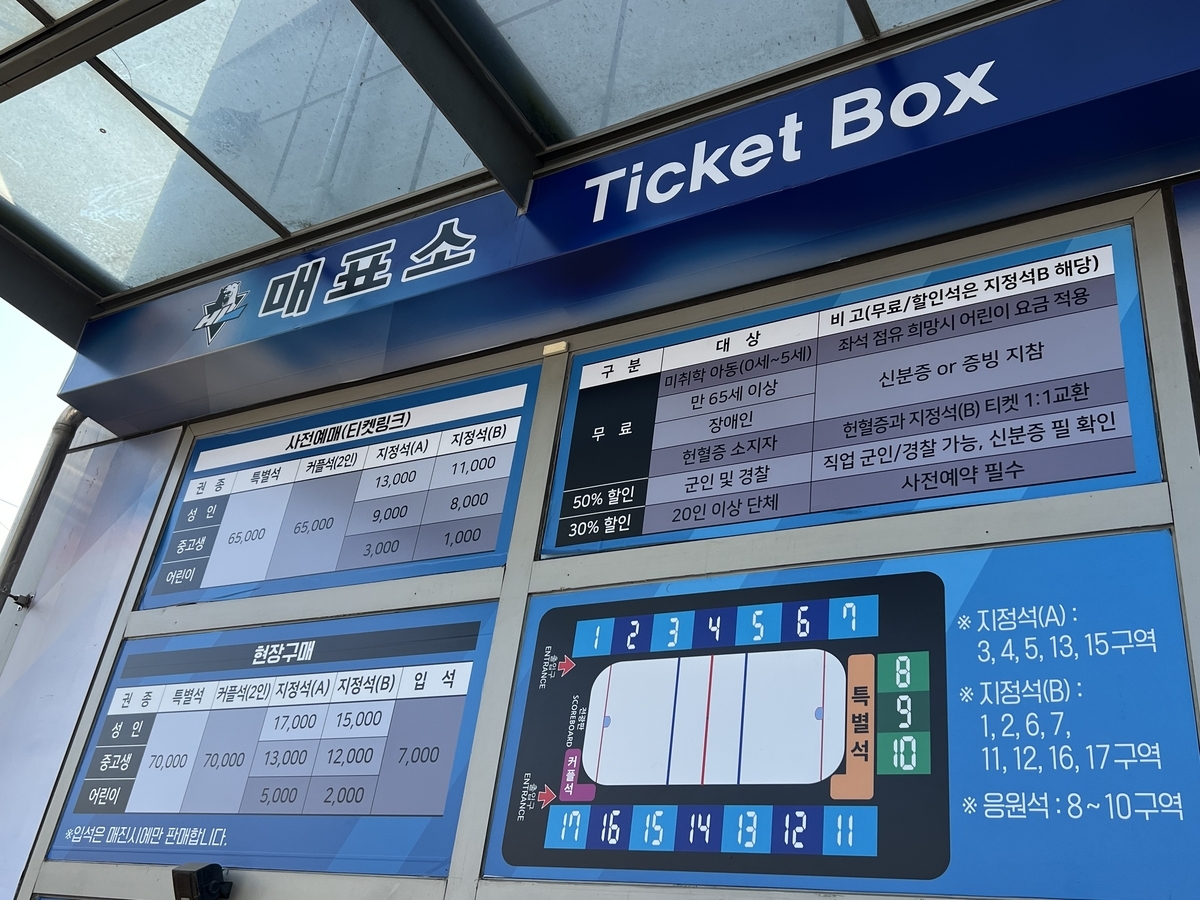 매표소 Ticket Box
HL
사전예매(티켓링크)
권 종 특별석 커플석(2인) 지정석(A) 지정석(B)
성 인 65,000 65,000 13,000 11,000
중고생 9,000 8,000
어린이 3,000 1,000
현장구매
권 종 특별석 커플석(2인) 지정석(A) 지정석(B) 입 석
성 인 70,000 70,000 17,000 15,000 7,000
중고생 13,000 12,000
어린이 5,000 2,000
※입석은 매진시에만 판매합니다.
구 분 대 상 비 고(무료/할인석은 지정석B 해당)
무 료 미취학 아동(0세~5세) 좌석 점유 희망시 어린이 요금 적용
만 65세 이상 신분증 or 증빙 지참
장애인
헌혈증 소지자 헌혈증과 지정석(B) 티켓 1:1교환
50% 할인 군인 및 경찰 직업 군인/경찰 가능, 신분증 필 확인
30% 할인 20인 이상 단체 사전예약 필수
1 2 3 4 5 6 7
출입구
ENTRANCE
전광판
SCOREBOARD
커플석
출입구
ENTRANCE
특별석
8
9
10
17 16 15 14 13 12 11
※ 지정석(A) :
3, 4, 5, 13, 15구역
※ 지정석(B) :
1, 2, 6, 7,
11, 12, 16, 17구역
※ 응원석 : 8 ~ 10구역